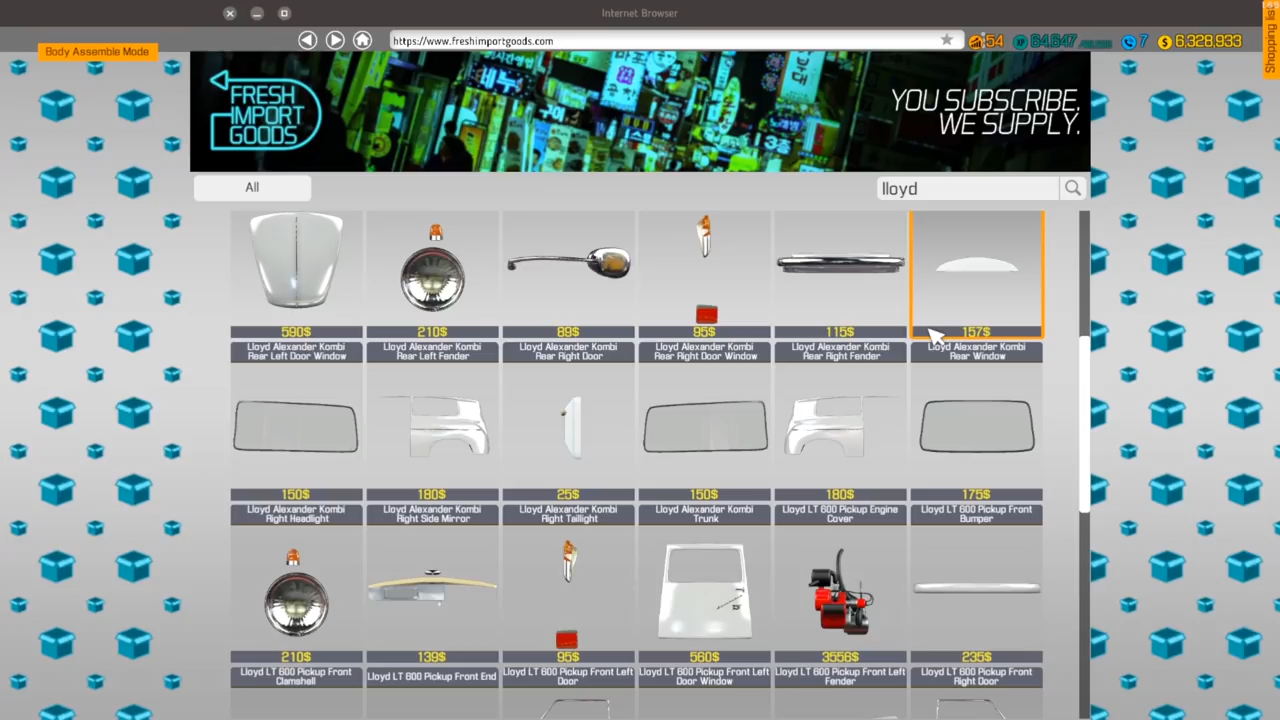 Internet Browser
Body Assemble Mode
https://www.freshimportgoods.com
54
64,647
7
6,328,933
Shopping list
FRESH
IMPORT
GOODS
YOU SUBSCRIBE.
WE SUPPLY.
All
lloyd
590$
210$
89$
95$
115$
157$
Lloyd Alexander Kombi
Rear Left Door Window
Lloyd Alexander Kombi
Rear Left Fender
Lloyd Alexander Kombi
Rear Right Door
Lloyd Alexander Kombi
Rear Right Door Window
Lloyd Alexander Kombi
Rear Right Fender
Lloyd Alexander Kombi
Rear Window
150$
180$
25$
150$
180$
175$
Lloyd Alexander Kombi
Right Headlight
Lloyd Alexander Kombi
Right Side Mirror
Lloyd Alexander Kombi
Right Taillight
Lloyd Alexander Kombi
Trunk
Lloyd LT 600 Pickup Engine
Cover
Lloyd LT 600 Pickup Front
Bumper
210$
139$
95$
560$
3556$
235$
Lloyd LT 600 Pickup Front
Clamshell
Lloyd LT 600 Pickup Front End
Lloyd LT 600 Pickup Front Left
Door
Lloyd LT 600 Pickup Front Left
Door Window
Lloyd LT 600 Pickup Front Left
Fender
Lloyd LT 600 Pickup Front
Right Door